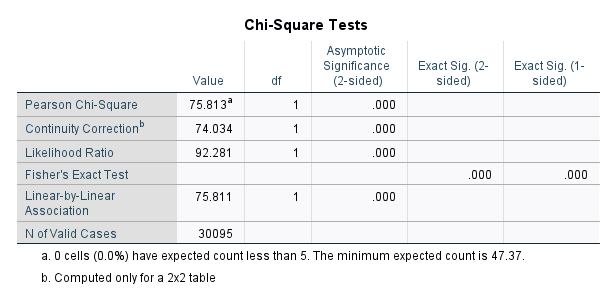 Chi-Square Tests
Value df Asymptotic Significance (2-sided) Exact Sig. (2-sided) Exact Sig. (1-sided)
Pearson Chi-Square 75.813a 1 .000
Continuity Correctionb 74.034 1 .000
Likelihood Ratio 92.281 1 .000
Fisher's Exact Test .000 .000
Linear-by-Linear Association 75.811 1 .000
N of Valid Cases 30095
a. 0 cells (0.0%) have expected count less than 5. The minimum expected count is 47.37.
b. Computed only for a 2x2 table